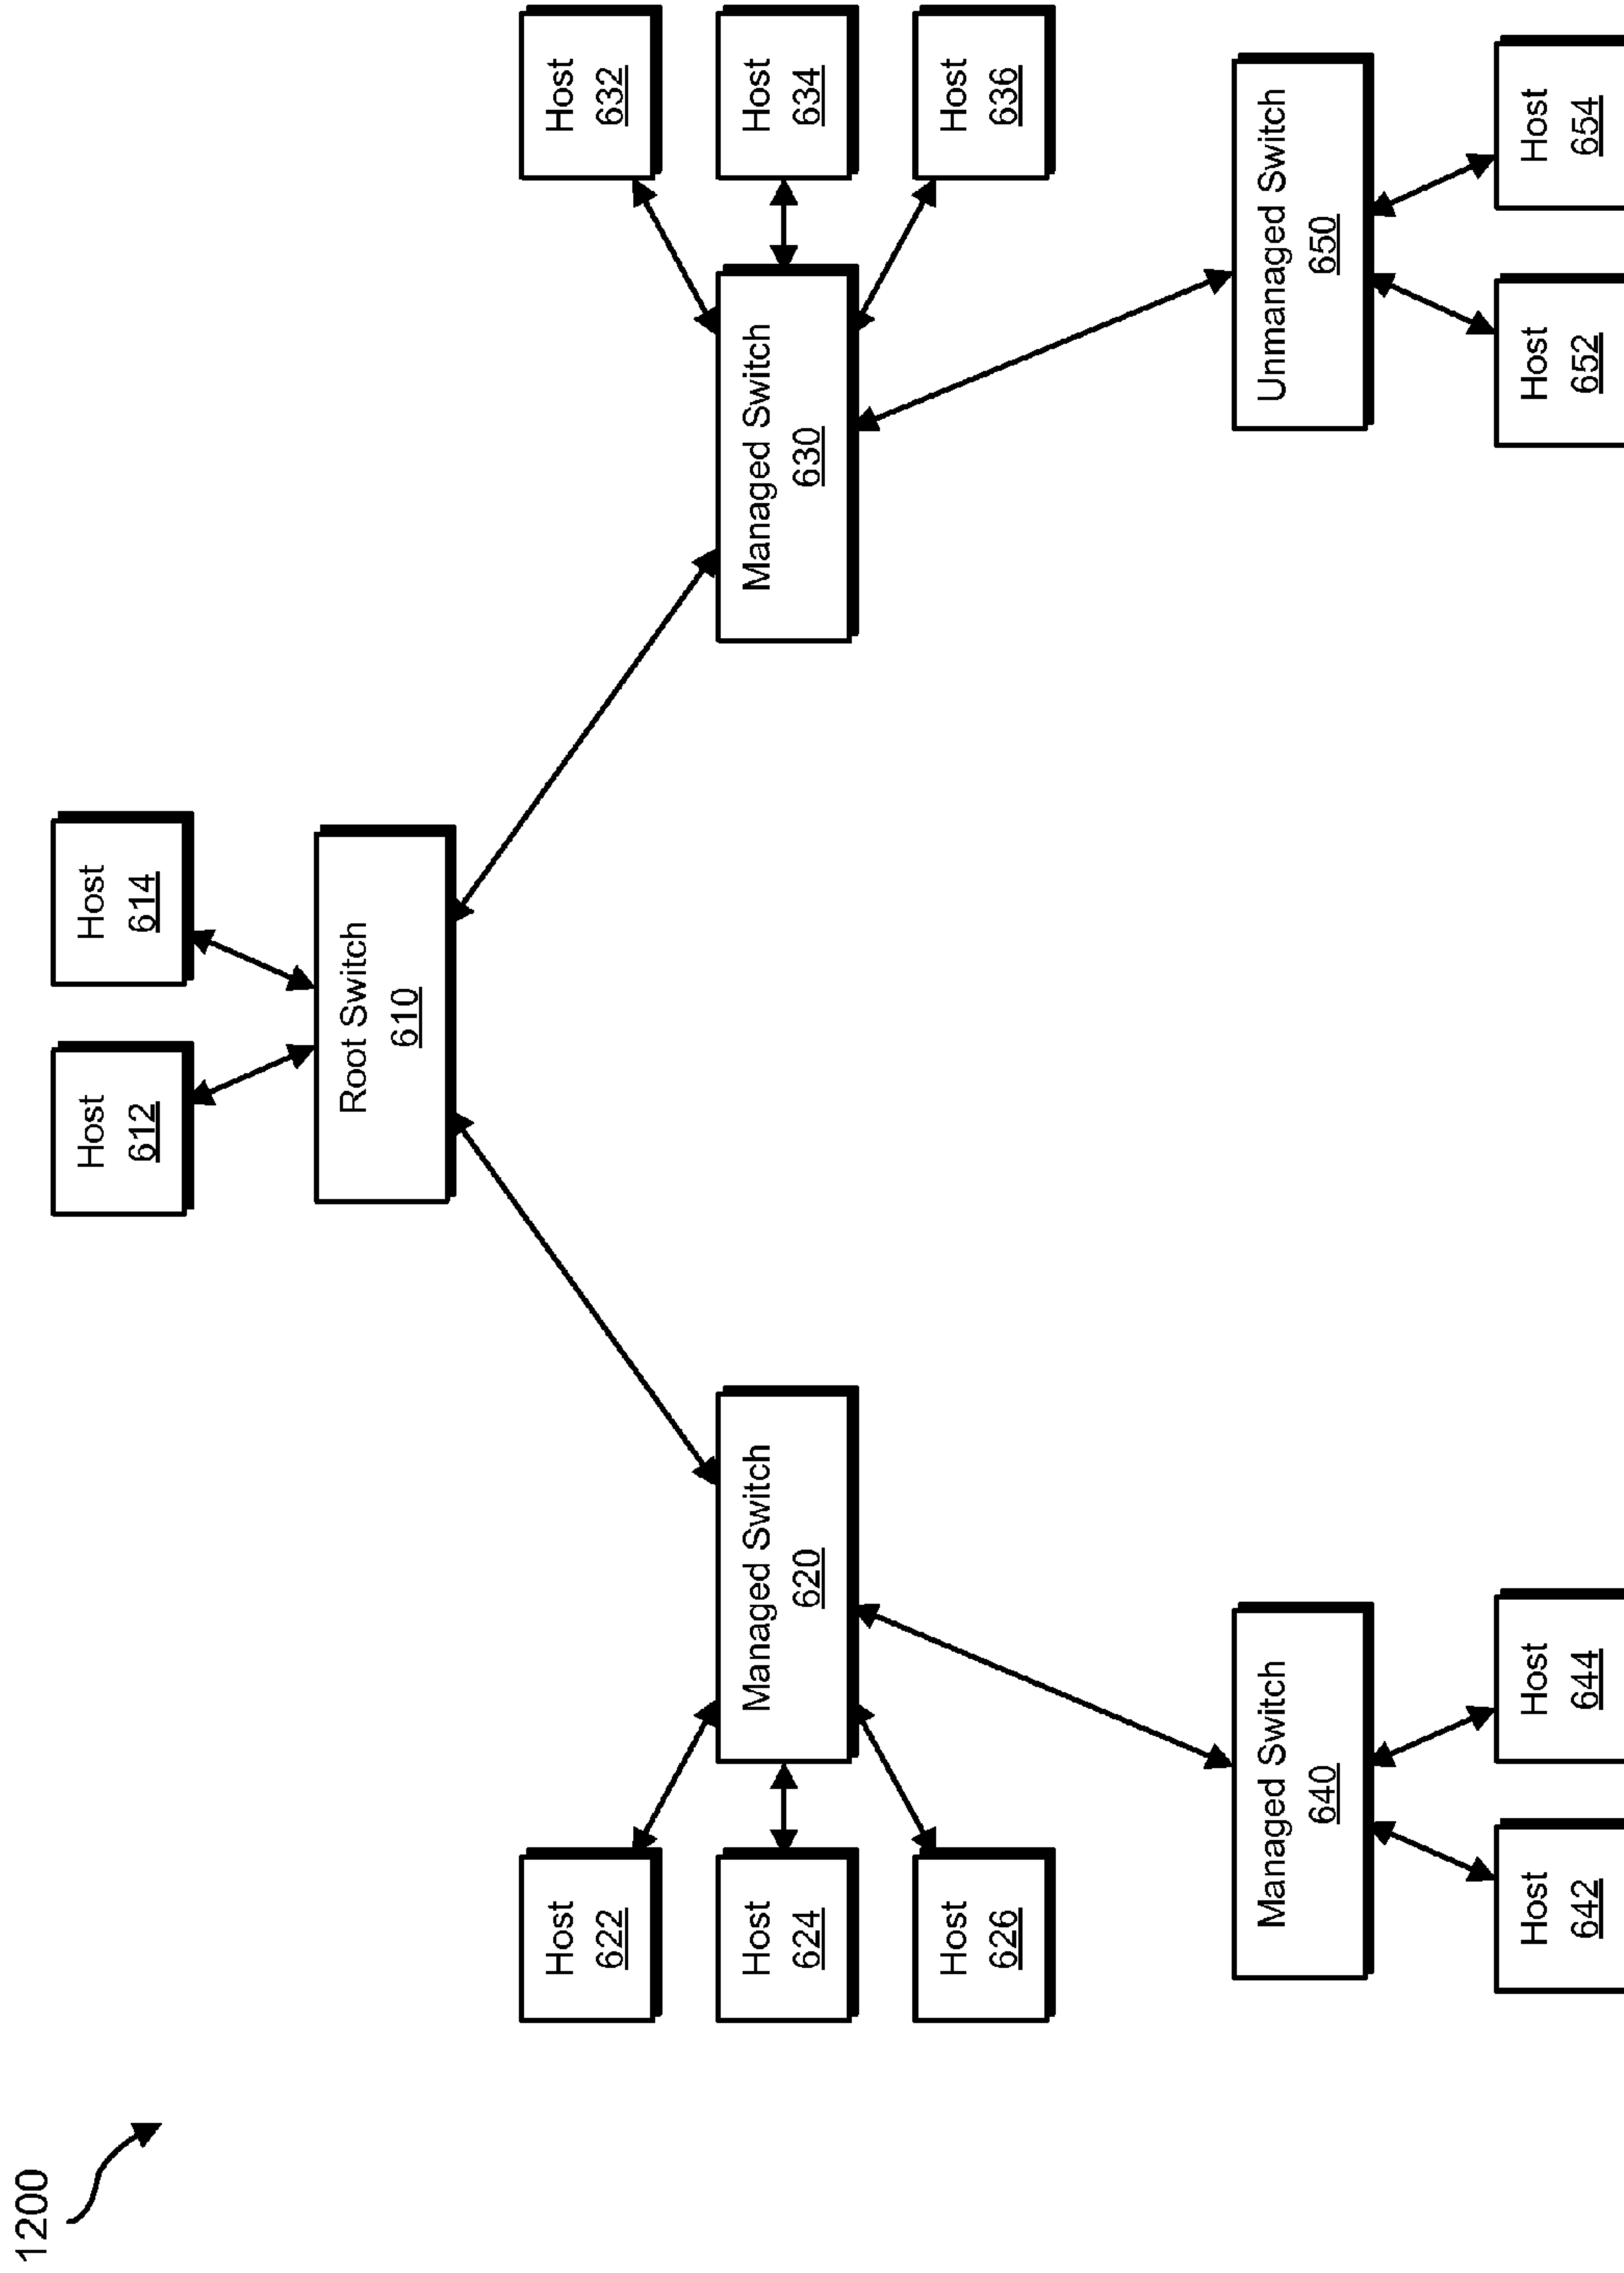 1200
Host
612
Host
614
Root Switch
610
Host
622
Host
624
Host
626
Managed Switch
620
Managed Switch
630
Host
632
Host
634
Host
636
Managed Switch
640
Unmanaged Switch
650
Host
642
Host
644
Host
652
Host
654